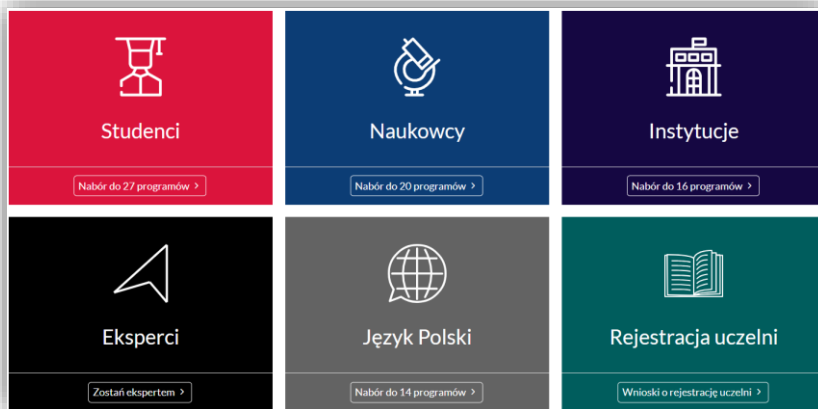 Studenci
Nabór do 27 programów >
Naukowcy
Nabór do 20 programów >
Instytucje
Nabór do 16 programów >
Eksperci
Zostań ekspertem >
Język Polski
Nabór do 14 programów >
Rejestracja uczelni
Wnioski o rejestrację uczelni >